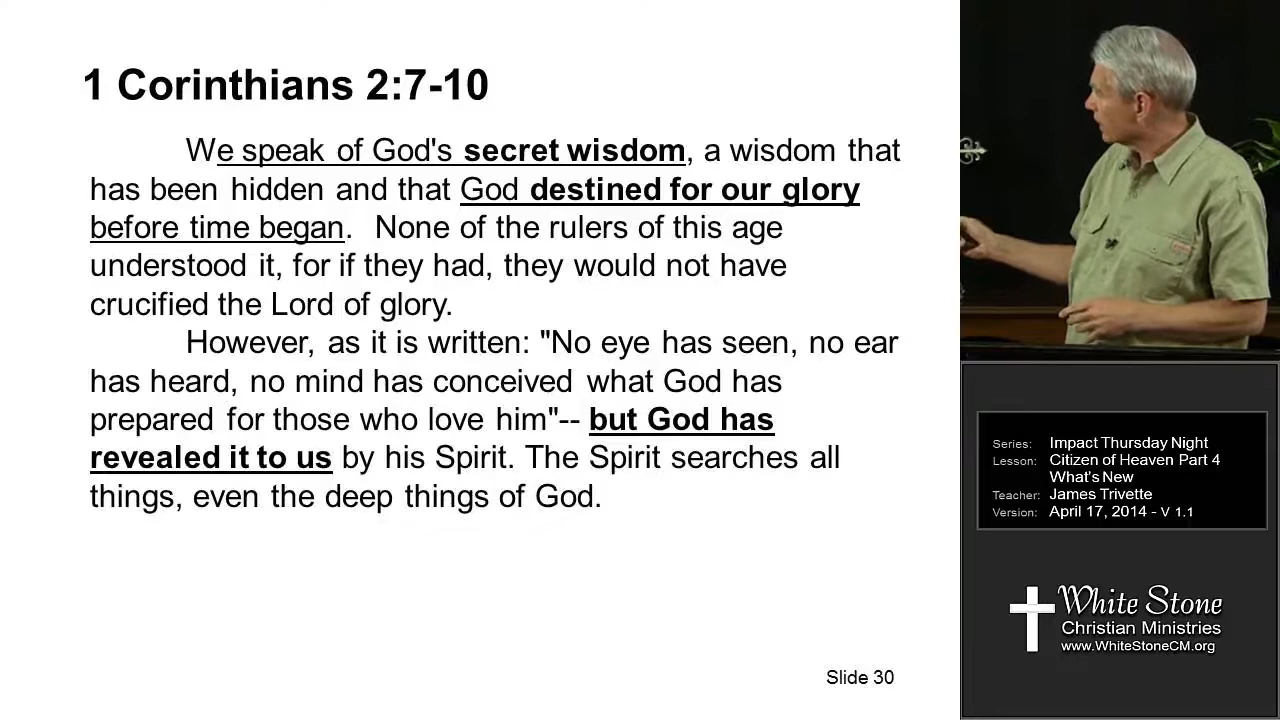 1 Corinthians 2:7-10
We speak of God's secret wisdom, a wisdom that
has been hidden and that God destined for our glory
before time began. None of the rulers of this age
understood it, for if they had, they would not have
crucified the Lord of glory.
However, as it is written: "No eye has seen, no ear
has heard, no mind has conceived what God has
prepared for those who love him"-- but God has
revealed it to us by his Spirit. The Spirit searches all
things, even the deep things of God.
Slide 30
Series: Impact Thursday Night
Lesson: Citizen of Heaven Part 4
What's New
Teacher: James Trivette
Version: April 17, 2014 - V 1.1
White Stone
Christian Ministries
www.WhiteStoneCM.org